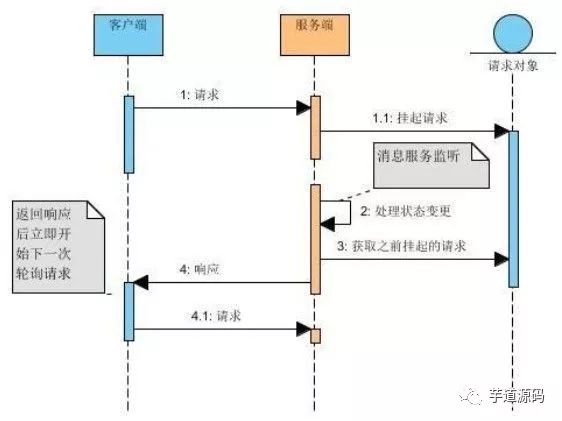 客户端
服务端
请求对象
1: 请求
1.1: 挂起请求
消息服务监听
返回响应
后立即开
始下一次
轮询请求
2: 处理状态变更
3: 获取之前挂起的请求
4: 响应
4.1: 请求
芋道源码